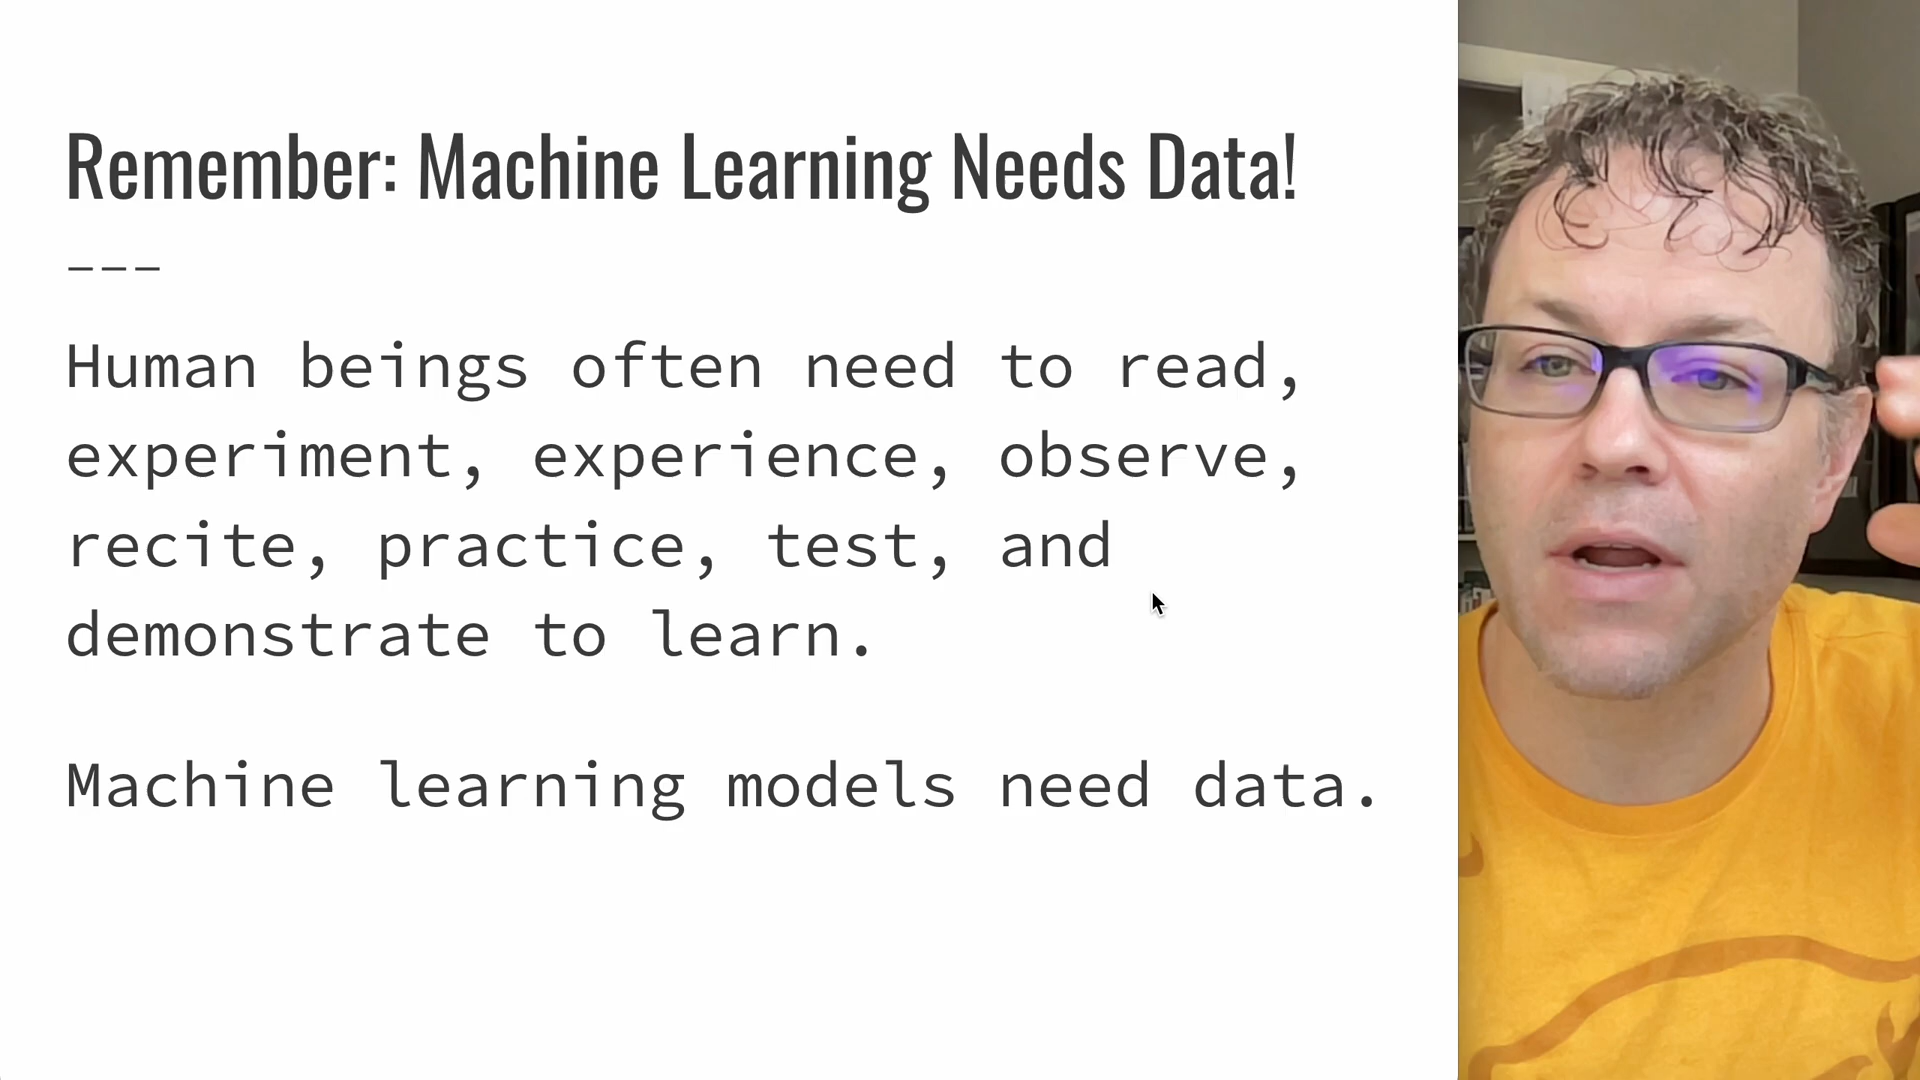 Remember: Machine Learning Needs Data!
---
Human beings often need to read,
experiment, experience, observe,
recite, practice, test, and
demonstrate to learn.
Machine learning models need data.